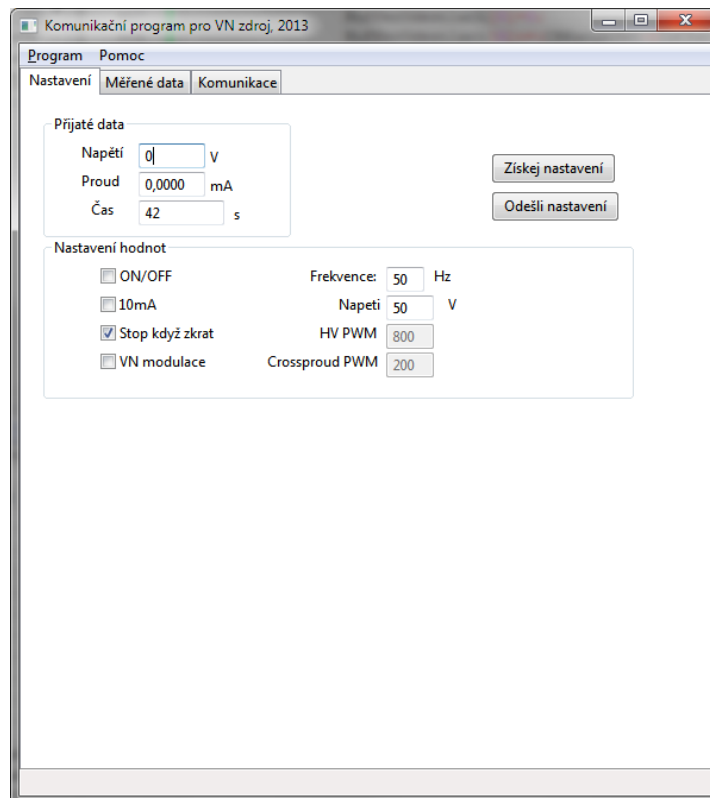 Komunikační program pro VN zdroj, 2013
Program Pomoc
Nastavení Měřené data Komunikace
Přijaté data
Napětí 0 V
Proud 0,0000 mA
Čas 42 s
Získej nastavení
Odešli nastavení
Nastavení hodnot
ON/OFF Frekvence: 50 Hz
10mA Napeti 50 V
Stop když zkrat HV PWM 800
VN modulace Crossproud PWM 200